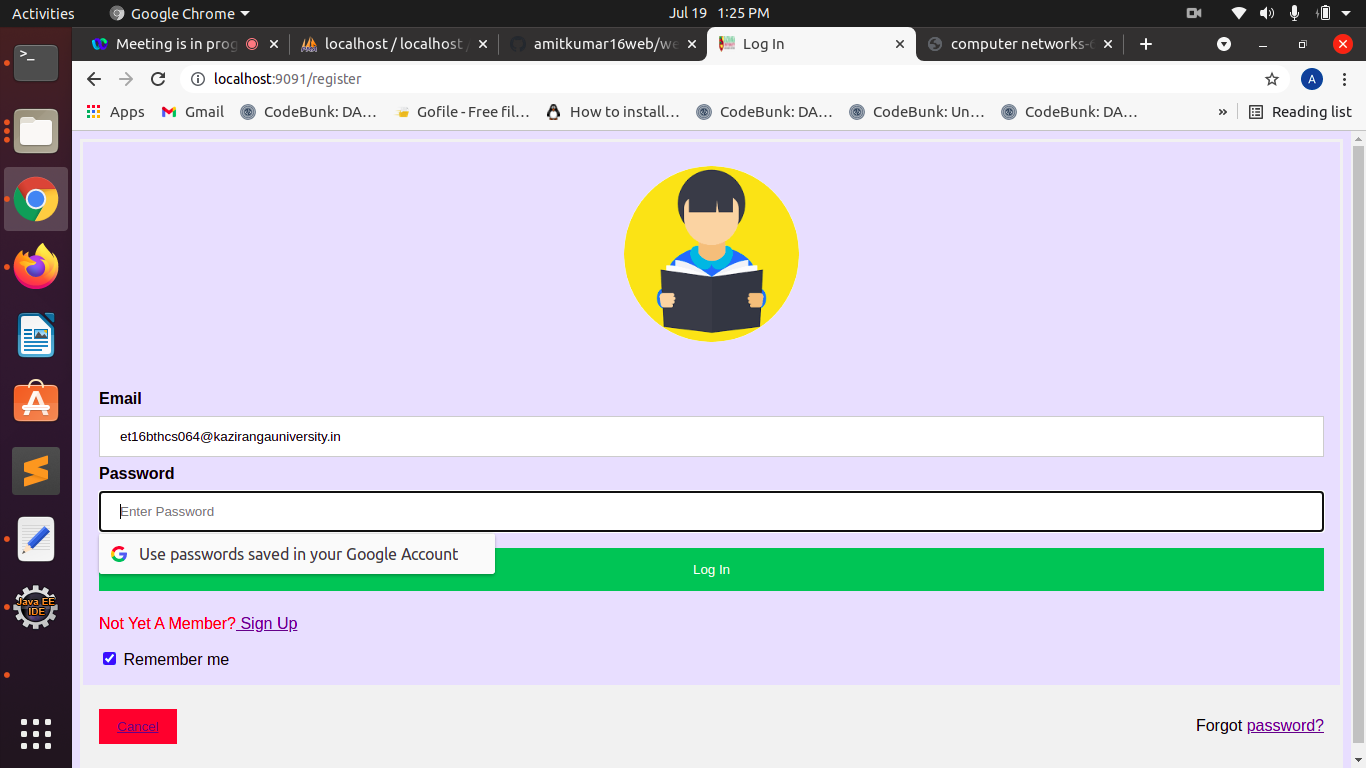 Activities Google Chrome Jul 19 1:25 PM
Meeting is in prog localhost / localhost / amitkumar16web/we Log In computer networks-
localhost:9091/register A
Apps Gmail CodeBunk: DA... Gofile - Free fil... How to install... CodeBunk: DA... CodeBunk: Un... CodeBunk: DA... » Reading list
>_
Email
et16bthcs064@kazirangauniversity.in
Password
Enter Password
Use passwords saved in your Google Account
Log In
Java EE
IDE
Not Yet A Member? Sign Up
Remember me
Cancel
Forgot password?